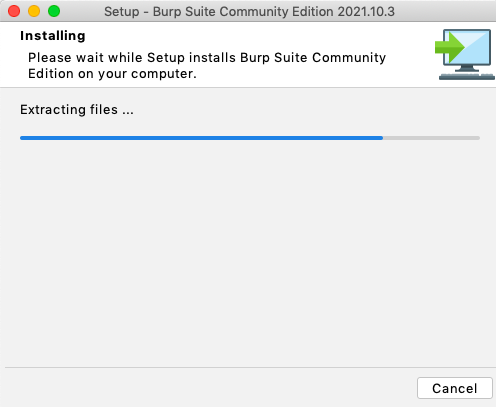 Setup - Burp Suite Community Edition 2021.10.3
Installing
Please wait while Setup installs Burp Suite Community
Edition on your computer.
Extracting files ...
Cancel